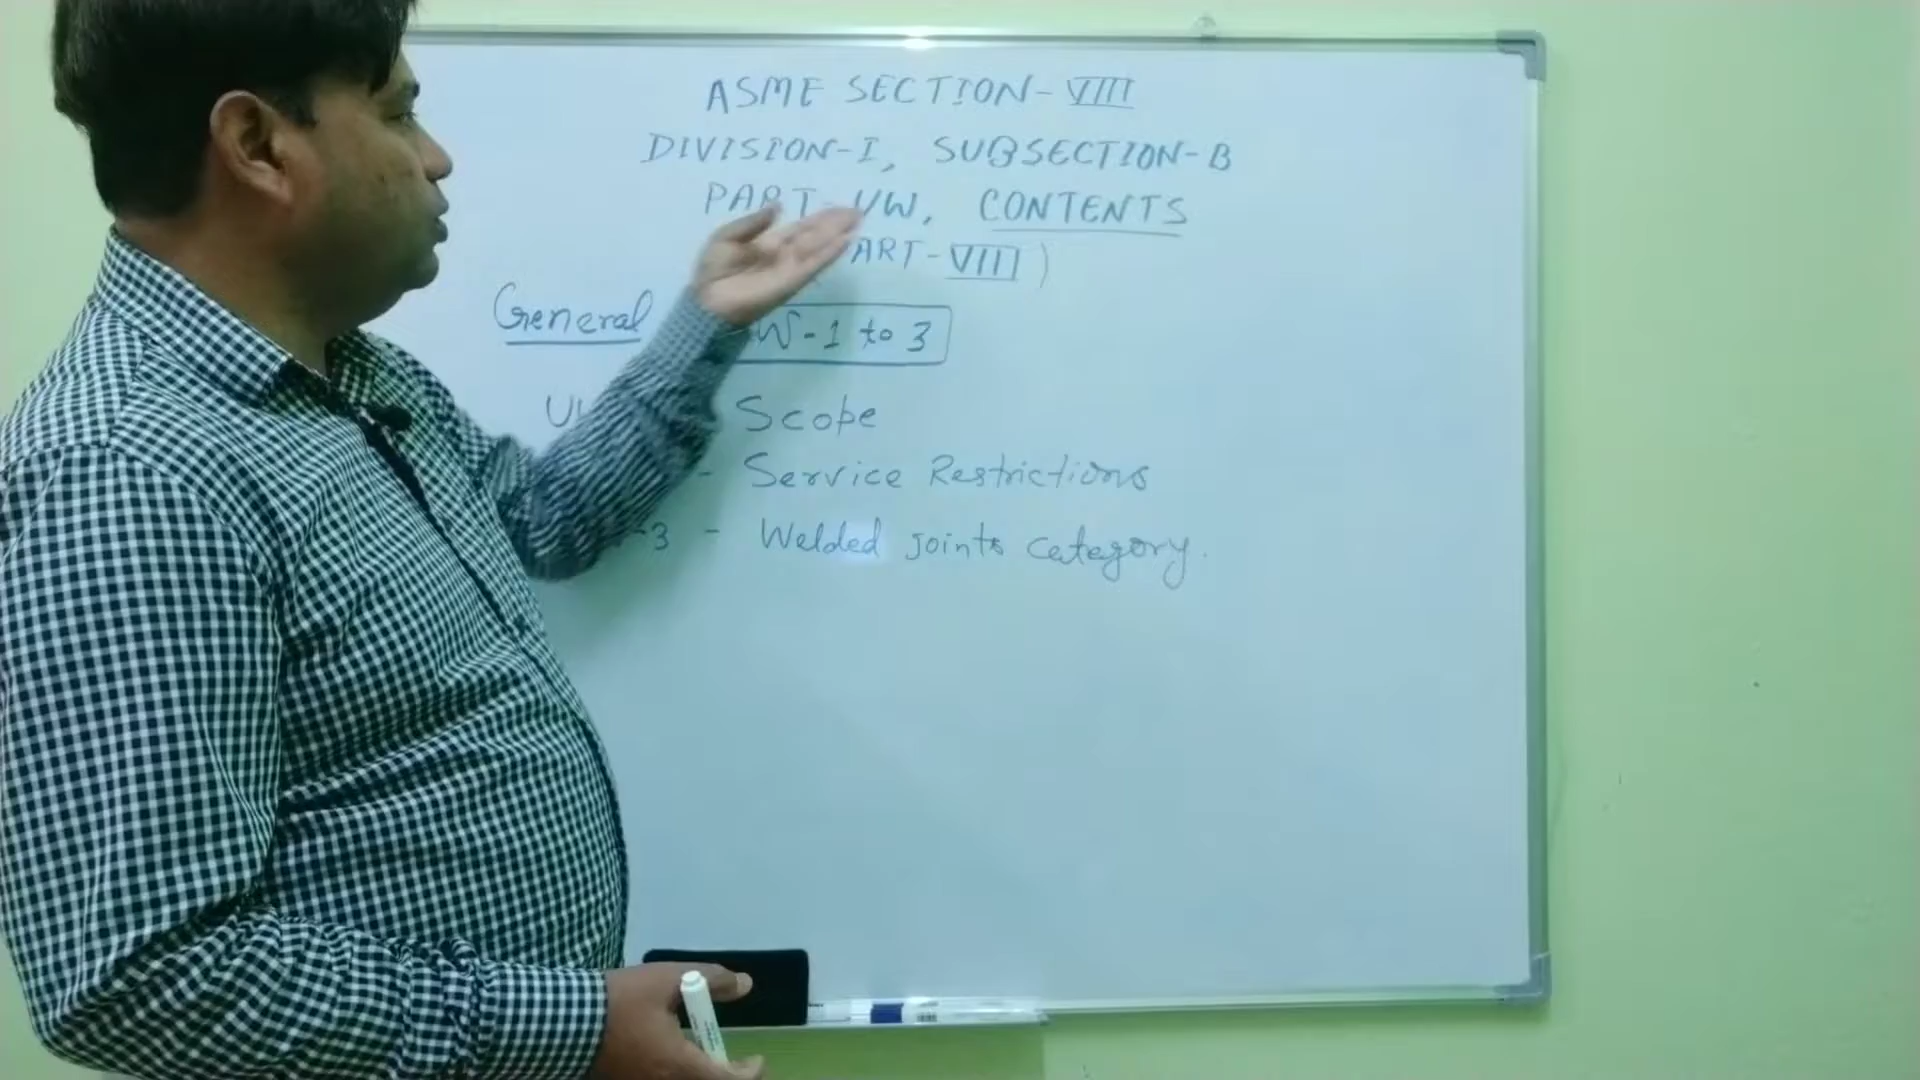 ASME SECTION-VIII
DIVISION-I, SUBSECTION-B
PART-UW, CONTENTS
ART-VIII)
General W-1 to 3
Scope
- Service Restrictions
-3 - Welded joints category.